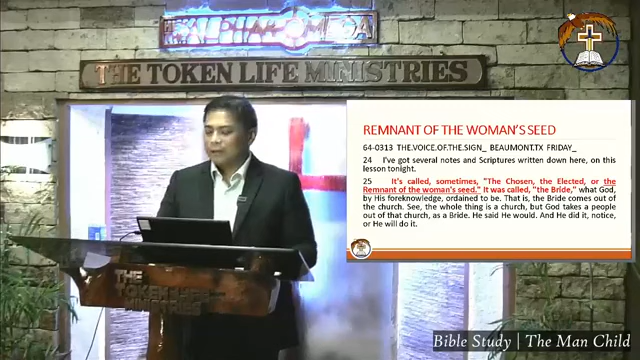 ALPHA & OMEGA
THE TOKEN LIFE MINISTRIES
REMNANT OF THE WOMAN'S SEED
64-0313 THE.VOICE.OF.THE.SIGN_ BEAUMONT.TX FRIDAY_
24 I've got several notes and Scriptures written down here, on this
lesson tonight.
25 It's called, sometimes, "The Chosen, the Elected, or the
Remnant of the woman's seed." It was called, "the Bride," what God,
by His foreknowledge, ordained to be. That is, the Bride comes out of
the church. See, the whole thing is a church, but God takes a people
out of that church, as a Bride. He said He would. And He did it, notice,
or He will do it.
THE
Bible Study | The Man Child